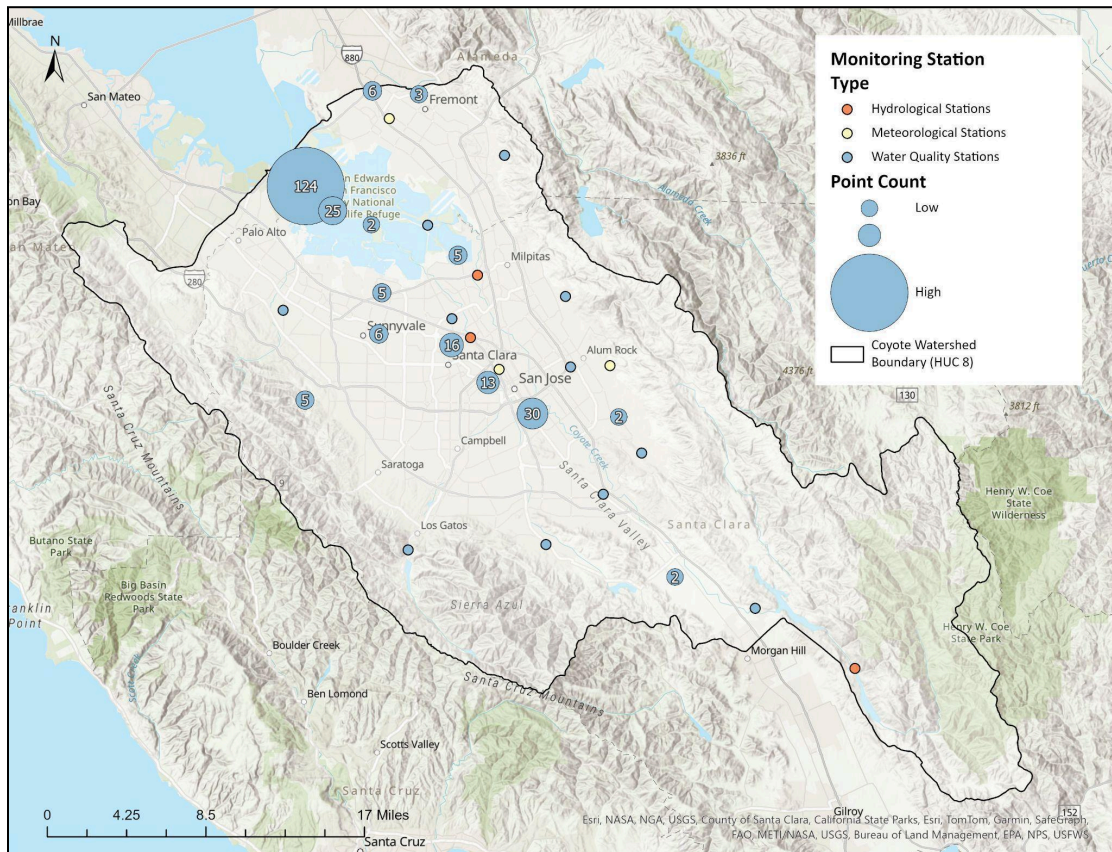 Millbrae
N
880
Alameda
San Mateo
6
3
Fremont
3836 ft
Alameda Creek
124
25
Edwards
Francisco
National
Refuge
2
Palo Alto
5
Milpitas
280
5
Sunnyvale
6
16
Santa Clara
Alum Rock
4376 ft
13
San Jose
130
3812 ft
5
30
2
Campbell
Coyote Creek
Saratoga
9
Santa Cruz Mountains
Santa Clara Valley
Santa Clara
Henry W. Coe
State
Wilderness
Los Gatos
Butano State
Park
2
Big Basin
Redwoods State
Park
Sierra Azul
Point
Henry W. Coe
State Park
Boulder Creek
Morgan Hill
Santa Cruz Mountains
Ben Lomond
Scotts Valley
Santa Cruz
Gilroy
152
Santa Cruz
0 4.25 8.5 17 Miles
Monitoring Station
Type
Hydrological Stations
Meteorological Stations
Water Quality Stations
Point Count
Low
High
Coyote Watershed
Boundary (HUC 8)
Esri, NASA, NGA, USGS, County of Santa Clara, California State Parks, Esri, TomTom, Garmin, SafeGraph,
FAO, METI/NASA, USGS, Bureau of Land Management, EPA, NPS, USFWS